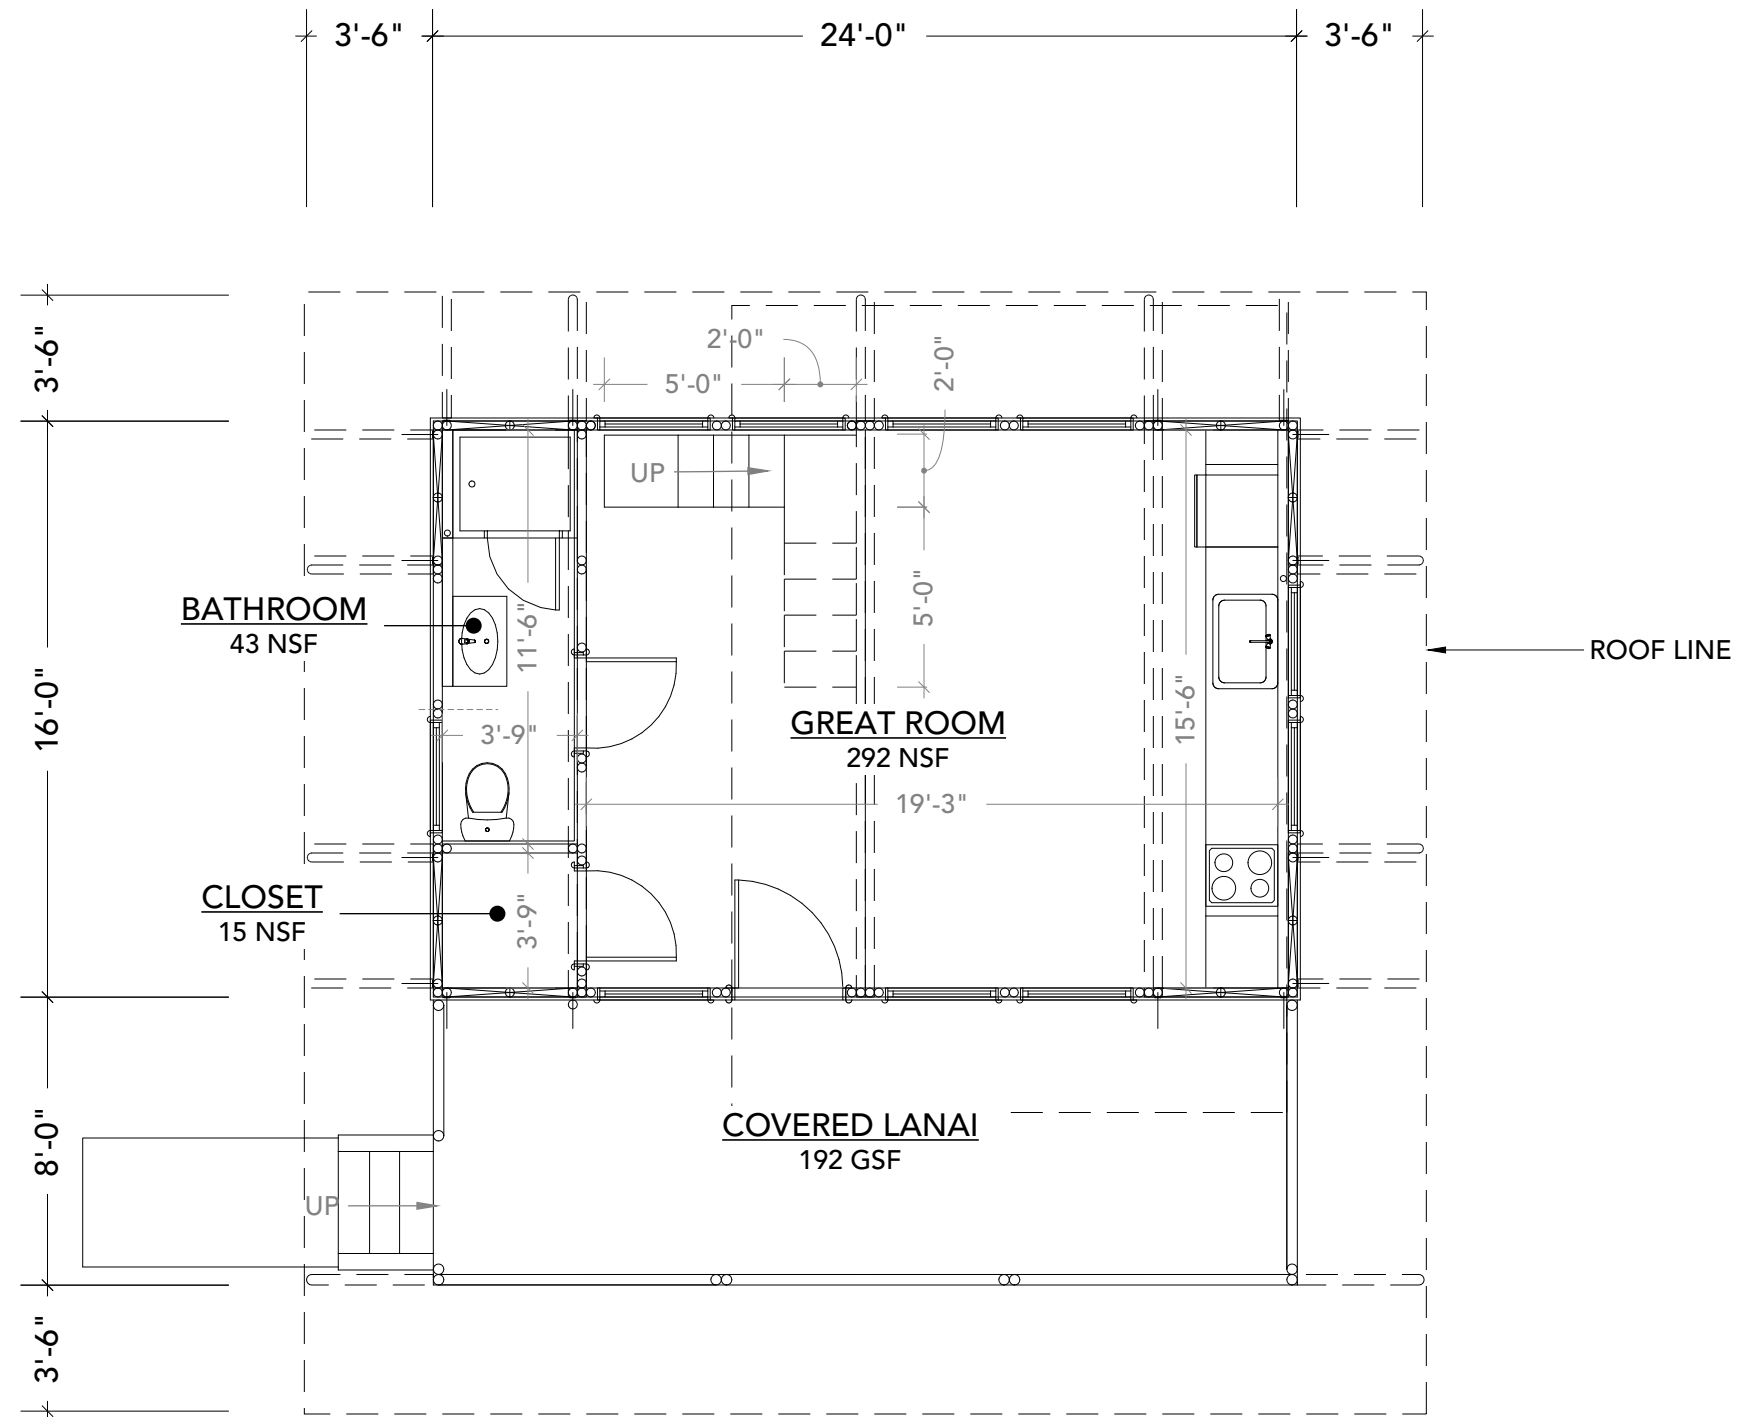 3'-6" 24'-0" 3'-6"
3'-6"
2'-0"
2'-0"
5'-0"
UP
BATHROOM
43 NSF
11'-6"
5'-0"
ROOF LINE
16'-0"
3'-9"
GREAT ROOM
292 NSF
15'-6"
19'-3"
CLOSET
15 NSF
3'-9"
8'-0"
COVERED LANAI
192 GSF
UP
3'-6"